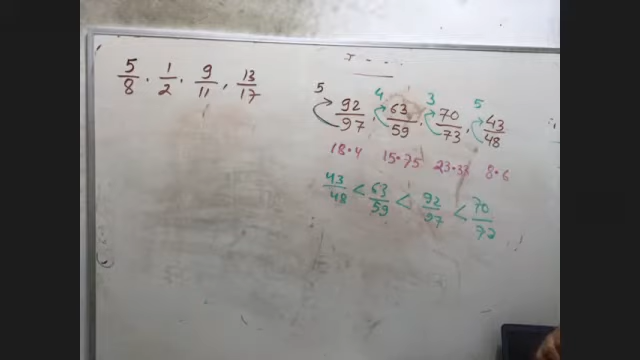 5/8, 1/2, 9/11, 13/17
5 4 3 5
92/97, 63/59, 70/73, 43/48
18.4 15.75 23.33 8.6
43/48 < 63/59 < 92/97 < 70/73